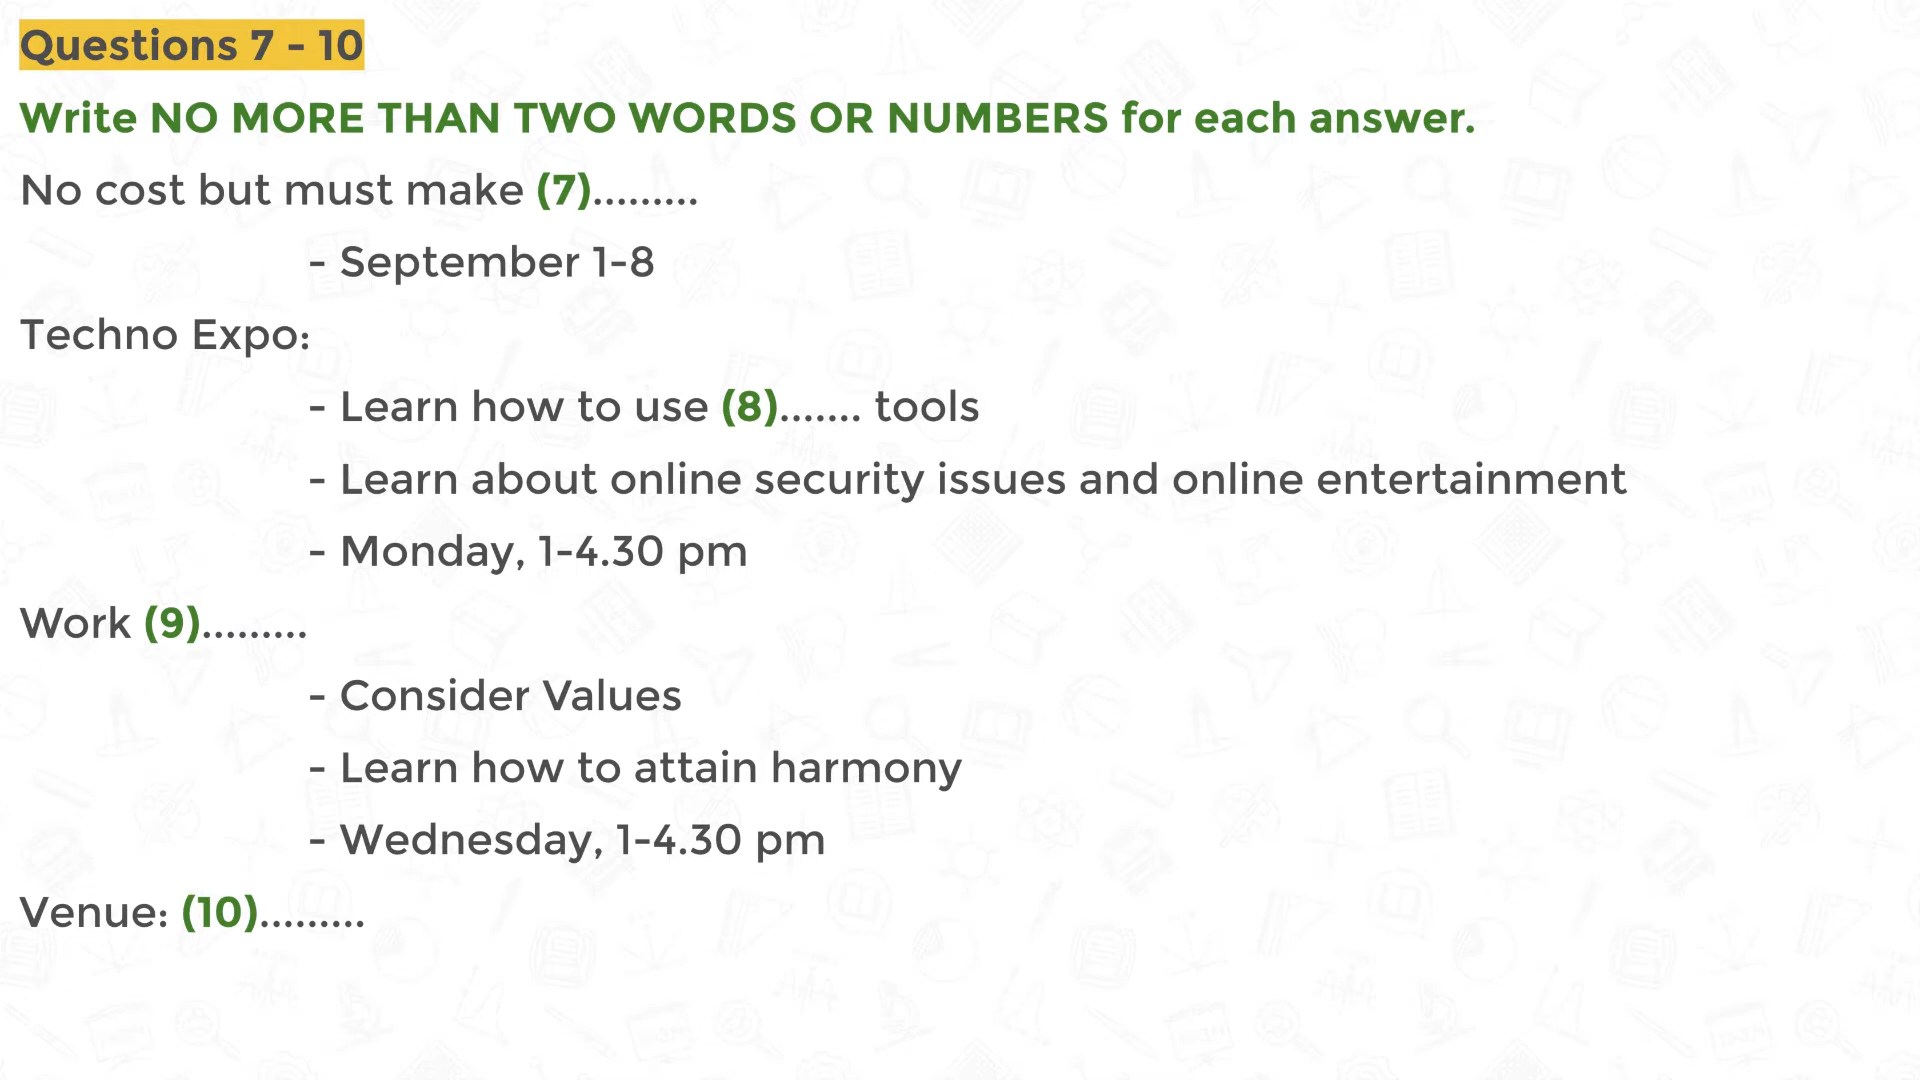 Questions 7 - 10
Write NO MORE THAN TWO WORDS OR NUMBERS for each answer.
No cost but must make (7).........
- September 1-8
Techno Expo:
- Learn how to use (8)....... tools
- Learn about online security issues and online entertainment
- Monday, 1-4.30 pm
Work (9).........
- Consider Values
- Learn how to attain harmony
- Wednesday, 1-4.30 pm
Venue: (10).........